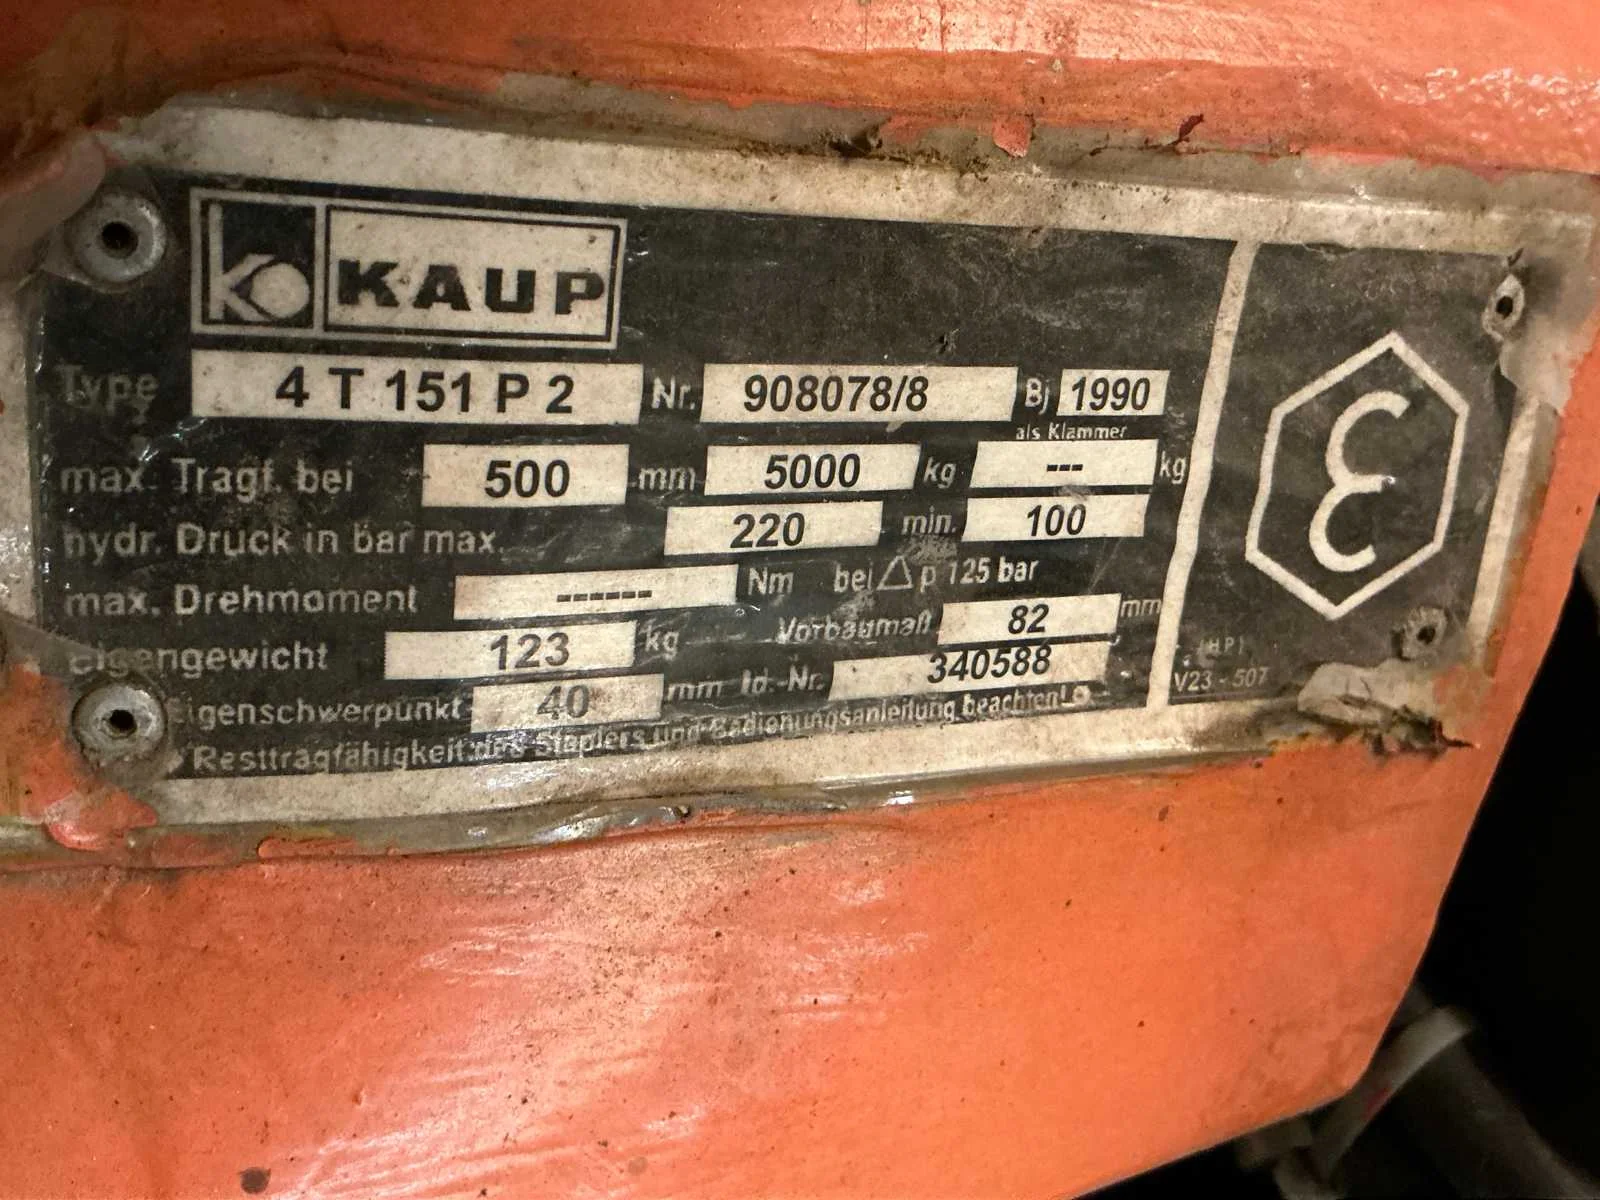 KAUP
Type 4 T 151 P 2 Nr. 908078/8 Bj 1990
als Klammer
max. Tragf. bei 500 mm 5000 kg --- kg
hydr. Druck in bar max. 220 min. 100
max. Drehmoment ------ Nm bei △ p 125 bar
Eigengewicht 123 kg Vorbaumaß 82 mm
Eigenschwerpunkt 40 mm Id.-Nr. 340588
Resttragfähigkeit des Staplers und Bedienungsanleitung beachten!
(HP)
V23 - 507